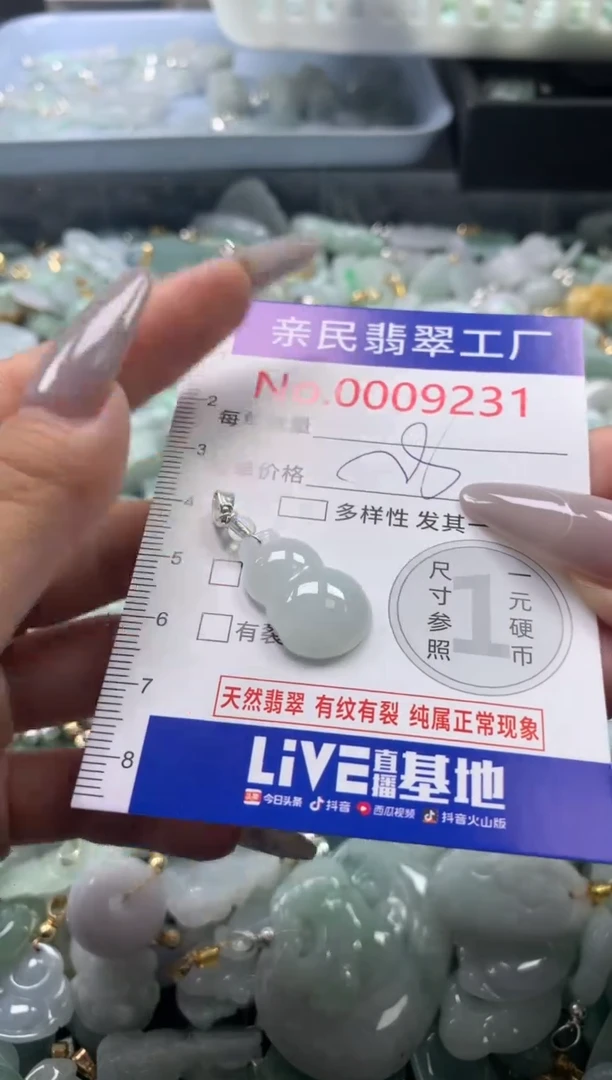 亲民翡翠工厂
No.0009231
价格
多样性 发其一
有裂
尺寸参照
1
一元硬币
2
3
4
5
6
7
8
天然翡翠 有纹有裂 纯属正常现象
LiVE直播基地
头条 今日头条 抖音 西瓜视频 抖音火山版